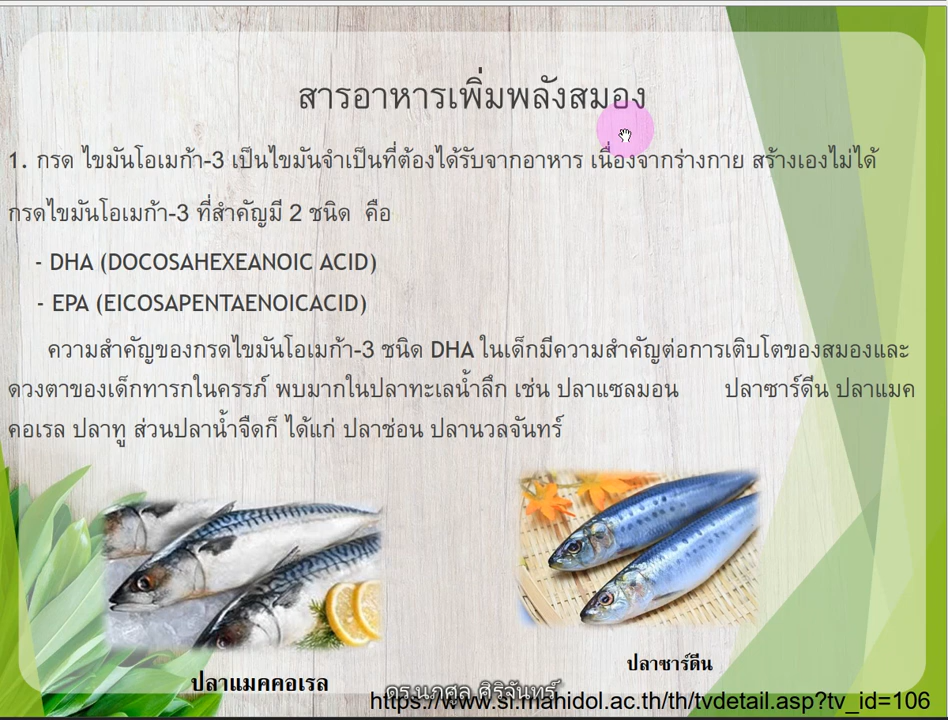 สารอาหารเพิ่มพลังสมอง
1. กรด ไขมันโอเมก้า-3 เป็นไขมันจำเป็นที่ต้องได้รับจากอาหาร เนื่องจากร่างกาย สร้างเองไม่ได้
กรดไขมันโอเมก้า-3 ที่สำคัญมี 2 ชนิด คือ
- DHA (DOCOSAHEXEANOIC ACID)
- EPA (EICOSAPENTAENOICACID)
ความสำคัญของกรดไขมันโอเมก้า-3 ชนิด DHA ในเด็กมีความสำคัญต่อการเติบโตของสมองและ
ดวงตาของเด็กทารกในครรภ์ พบมากในปลาทะเลน้ำลึก เช่น ปลาแซลมอน ปลาซาร์ดีน ปลาแมค
คอเรล ปลาทู ส่วนปลาน้ำจืดก็ ได้แก่ ปลาช่อน ปลานวลจันทร์
ปลาซาร์ดีน
ปลาแมคคอเรล
ดร.นฤศล ศิริจันทร์
https://www.si.mahidol.ac.th/th/tvdetail.asp?tv_id=106